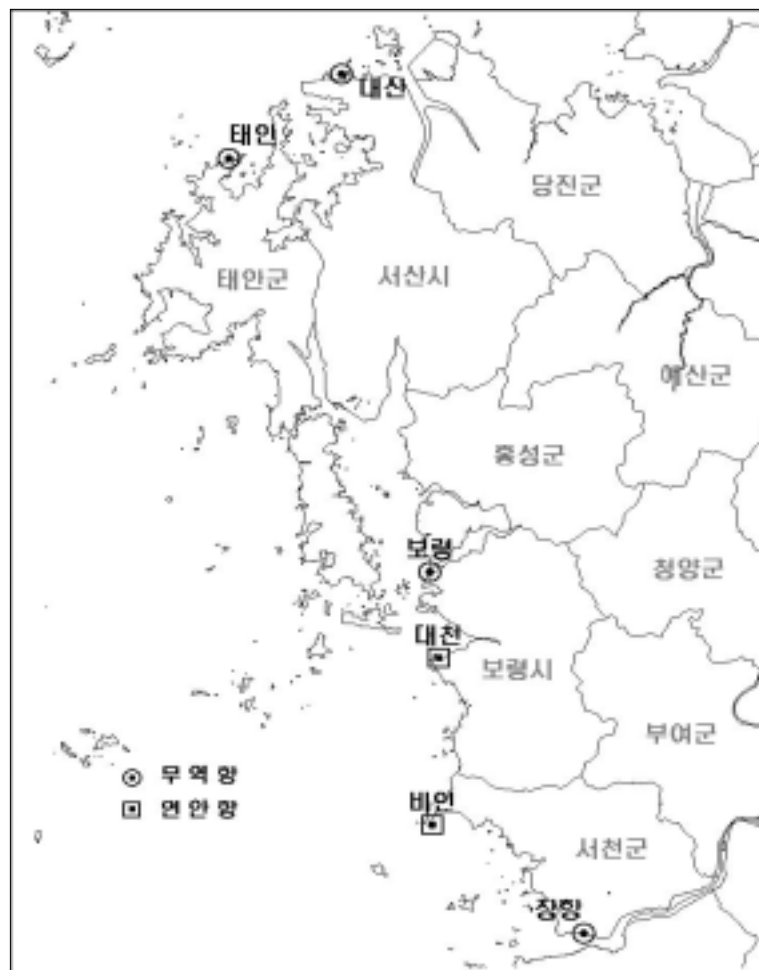 대산
태안
당진군
태안군
서산시
예산군
홍성군
보령
청양군
대천
보령시
부여군
무역항
연안항
비인
서천군
장항